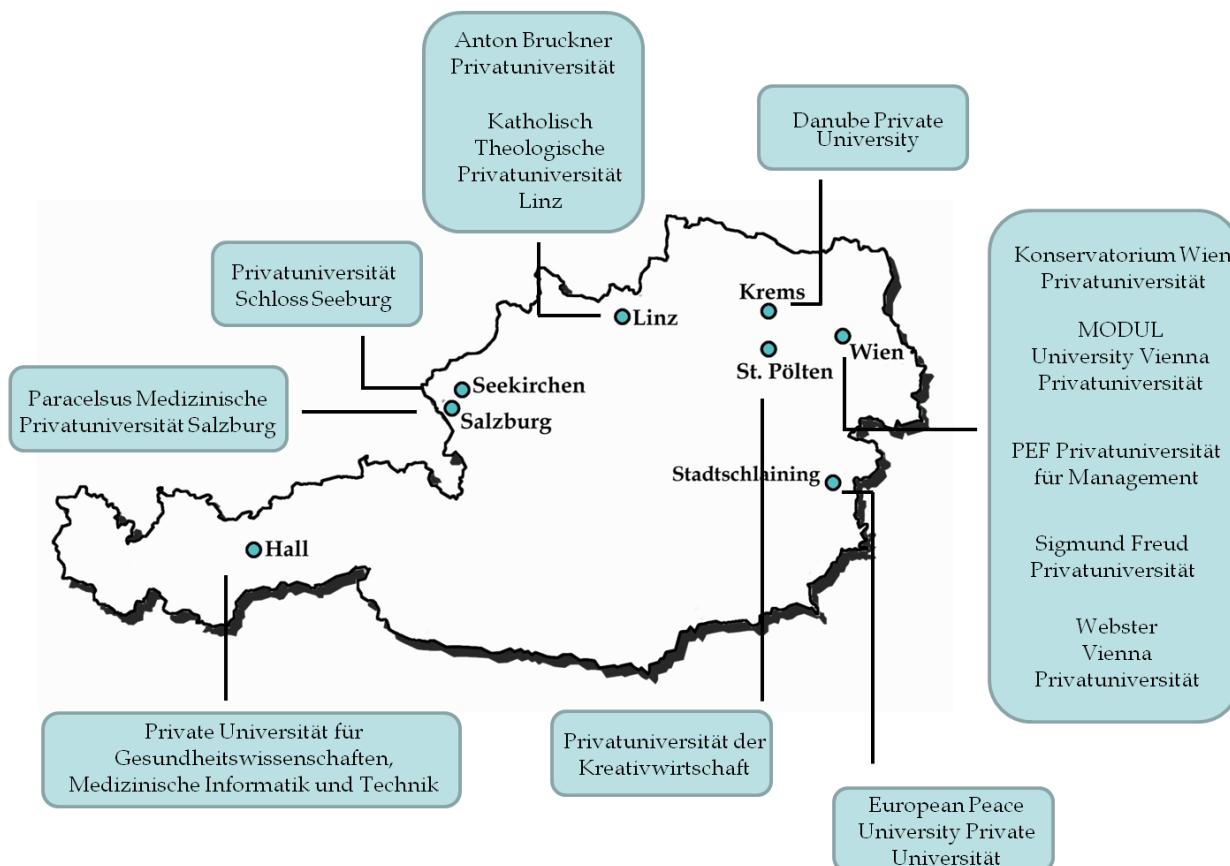 Anton Bruckner
Privatuniversität
Katholisch
Theologische
Privatuniversität
Linz
Danube Private
University
Privatuniversität
Schloss Seeburg
Konservatorium Wien
Privatuniversität
MODUL
University Vienna
Privatuniversität
PEF Privatuniversität
für Management
Sigmund Freud
Privatuniversität
Webster
Vienna
Privatuniversität
Paracelsus Medizinische
Privatuniversität Salzburg
Krems
Linz
Wien
St. Pölten
Seekirchen
Salzburg
Stadtschlaining
Hall
Private Universität für
Gesundheitswissenschaften,
Medizinische Informatik und Technik
Privatuniversität der
Kreativwirtschaft
European Peace
University Private
Universität